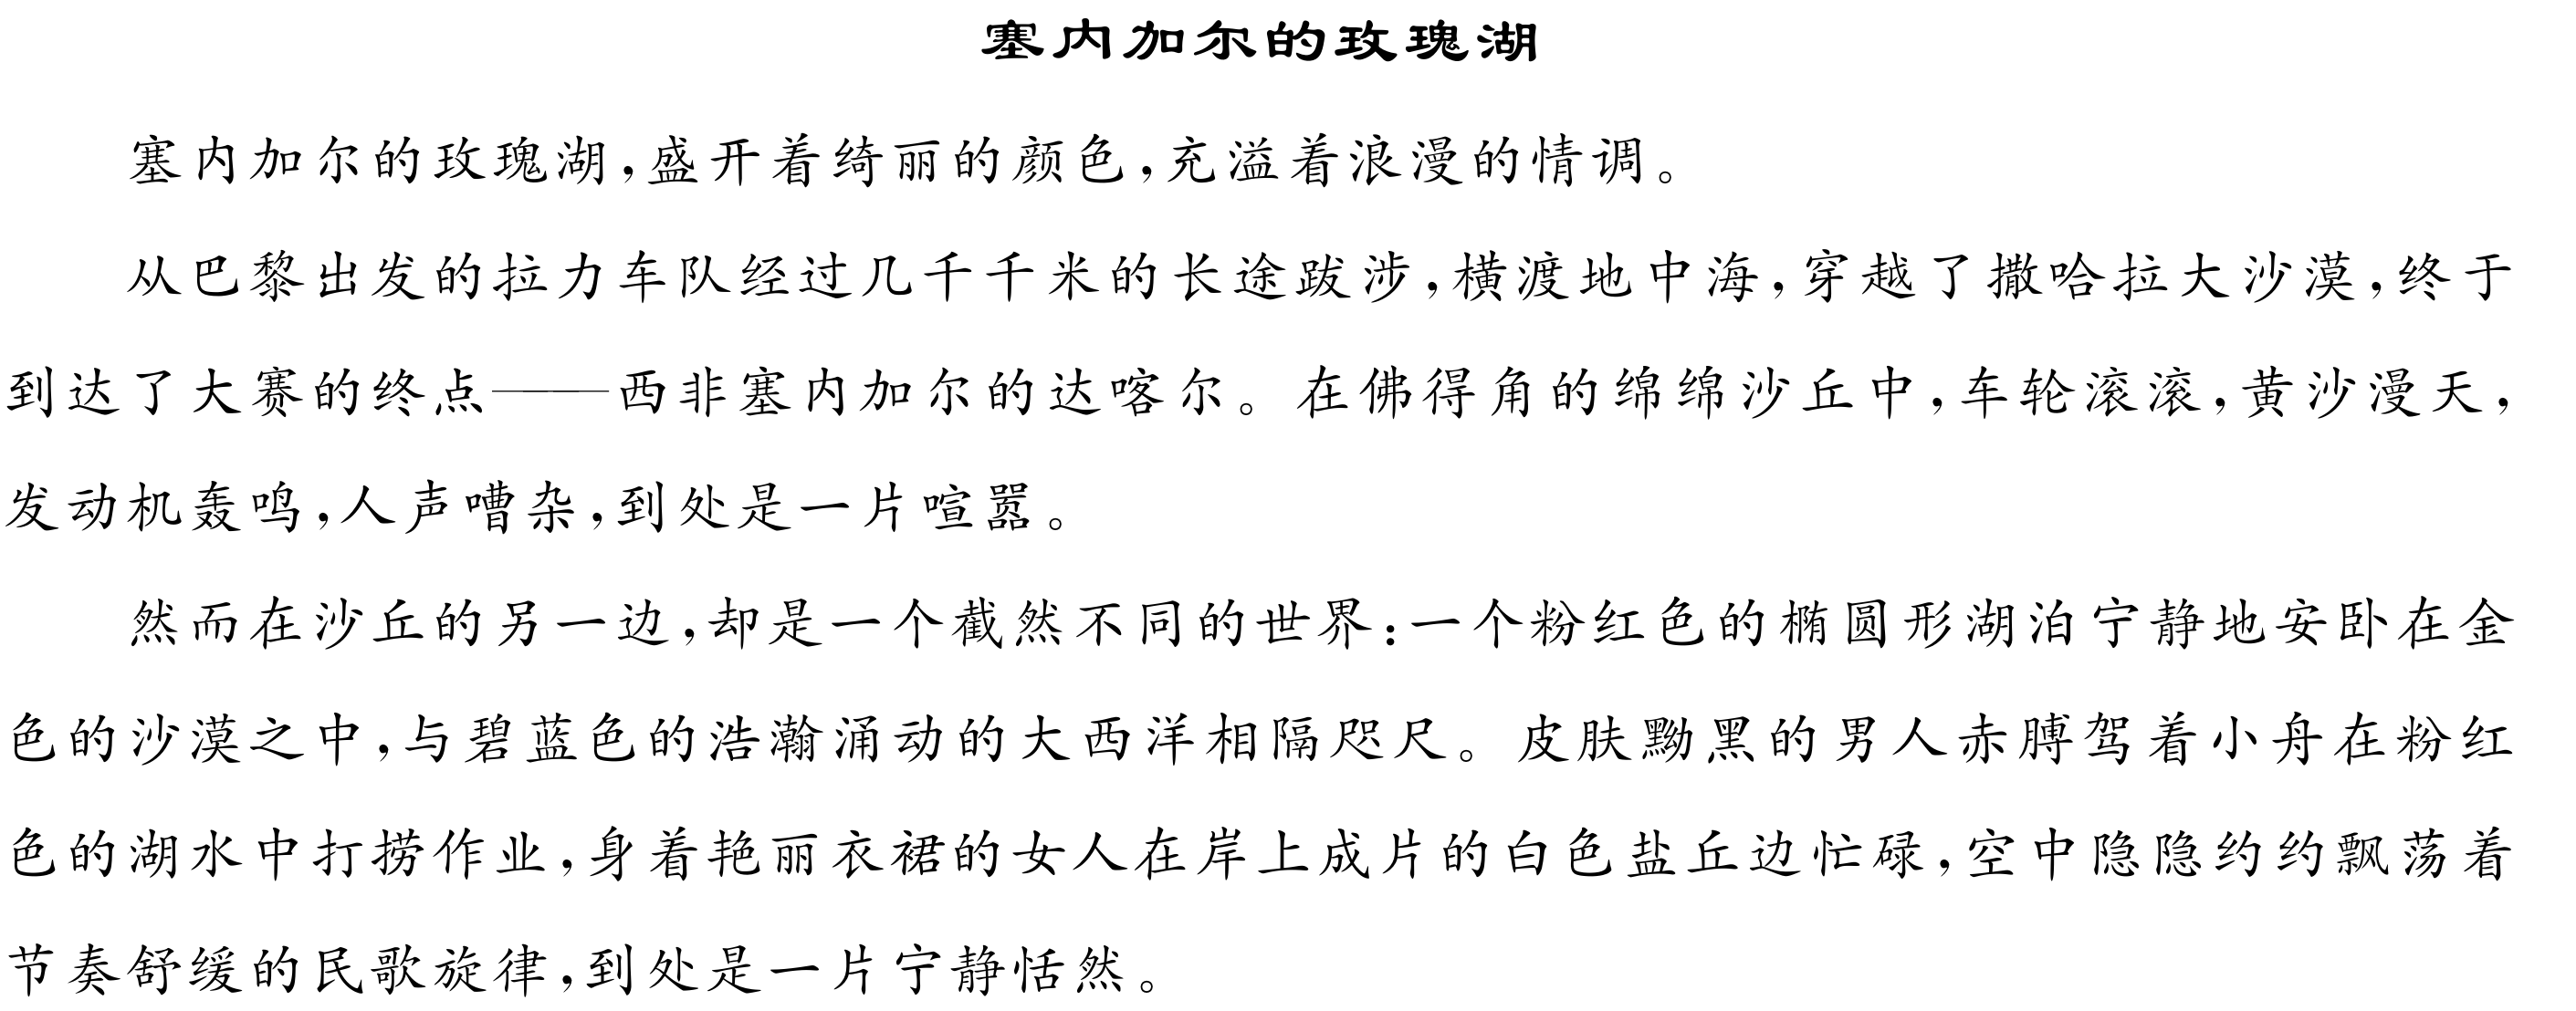 塞内加尔的玫瑰湖
塞内加尔的玫瑰湖,盛开着绮丽的颜色,充溢着浪漫的情调。
从巴黎出发的拉力车队经过几千千米的长途跋涉,横渡地中海,穿越了撒哈拉大沙漠,终于
到达了大赛的终点——西非塞内加尔的达喀尔。在佛得角的绵绵沙丘中,车轮滚滚,黄沙漫天,
发动机轰鸣,人声嘈杂,到处是一片喧嚣。
然而在沙丘的另一边,却是一个截然不同的世界:一个粉红色的椭圆形湖泊宁静地安卧在金
色的沙漠之中,与碧蓝色的浩瀚涌动的大西洋相隔咫尺。皮肤黝黑的男人赤膊驾着小舟在粉红
色的湖水中打捞作业,身着艳丽衣裙的女人在岸上成片的白色盐丘边忙碌,空中隐隐约约飘荡着
节奏舒缓的民歌旋律,到处是一片宁静恬然。